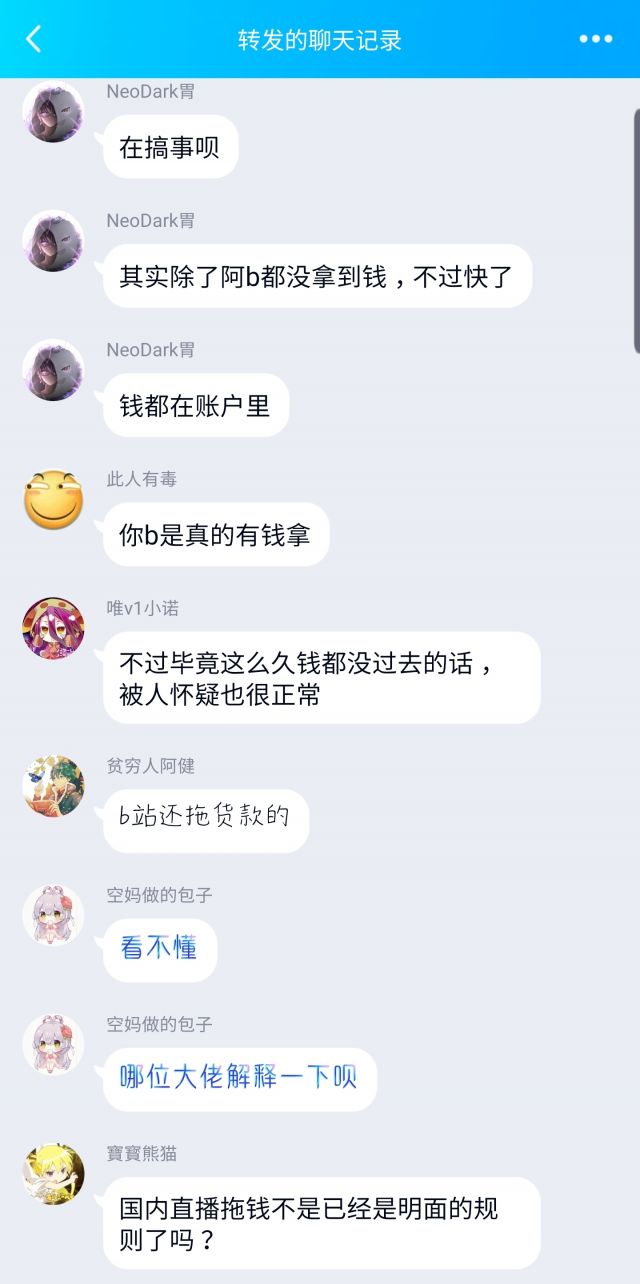 转发的聊天记录
NeoDark胃
在搞事呗
NeoDark胃
其实除了阿b都没拿到钱，不过快了
NeoDark胃
钱都在账户里
此人有毒
你b是真的有钱拿
唯v1小诺
不过毕竟这么久钱都没过去的话，
被人怀疑也很正常
贫穷人阿健
b站还拖货款的
空妈做的包子
看不懂
空妈做的包子
哪位大佬解释一下呗
寶寳熊猫
国内直播拖钱不是已经是明面的规
则了吗？